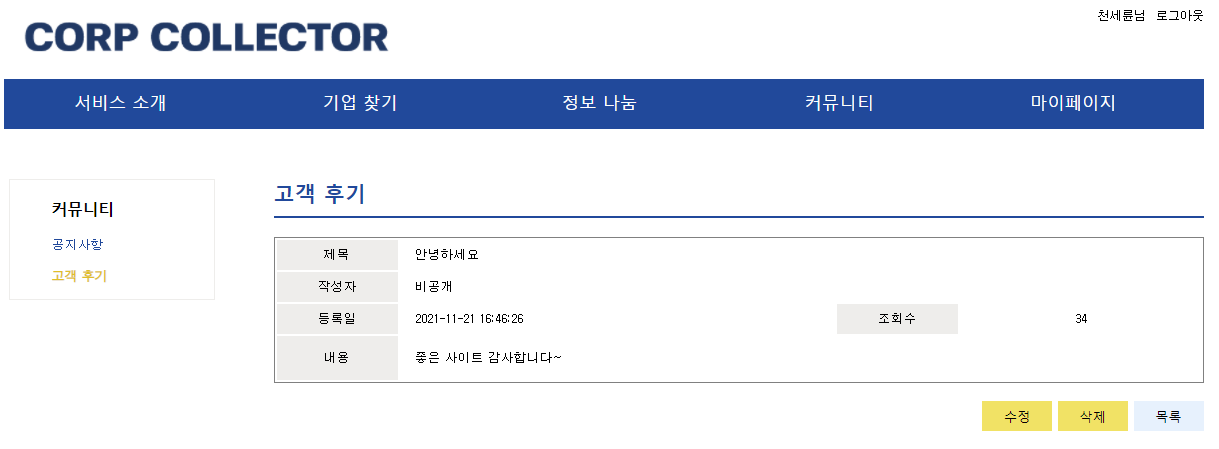 천세륜님 로그아웃
CORP COLLECTOR
서비스 소개 기업 찾기 정보 나눔 커뮤니티 마이페이지
커뮤니티
공지사항
고객 후기
고객 후기
제목 안녕하세요
작성자 비공개
등록일 2021-11-21 16:46:26 조회수 34
내용 좋은 사이트 감사합니다~
수정 삭제 목록